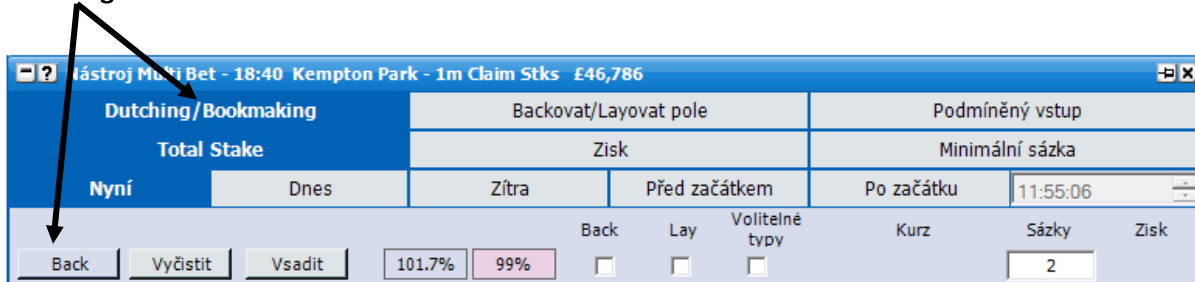 Nástroj Multi Bet - 18:40 Kempton Park - 1m Claim Stks £46,786
Dutching/Bookmaking Backovat/Layovat pole Podmíněný vstup
Total Stake Zisk Minimální sázka
Nyní Dnes Zítra Před začátkem Po začátku 11:55:06
Back Lay Volitelné typy Kurz Sázky Zisk
Back Vyčistit Vsadit 101.7% 99% 2